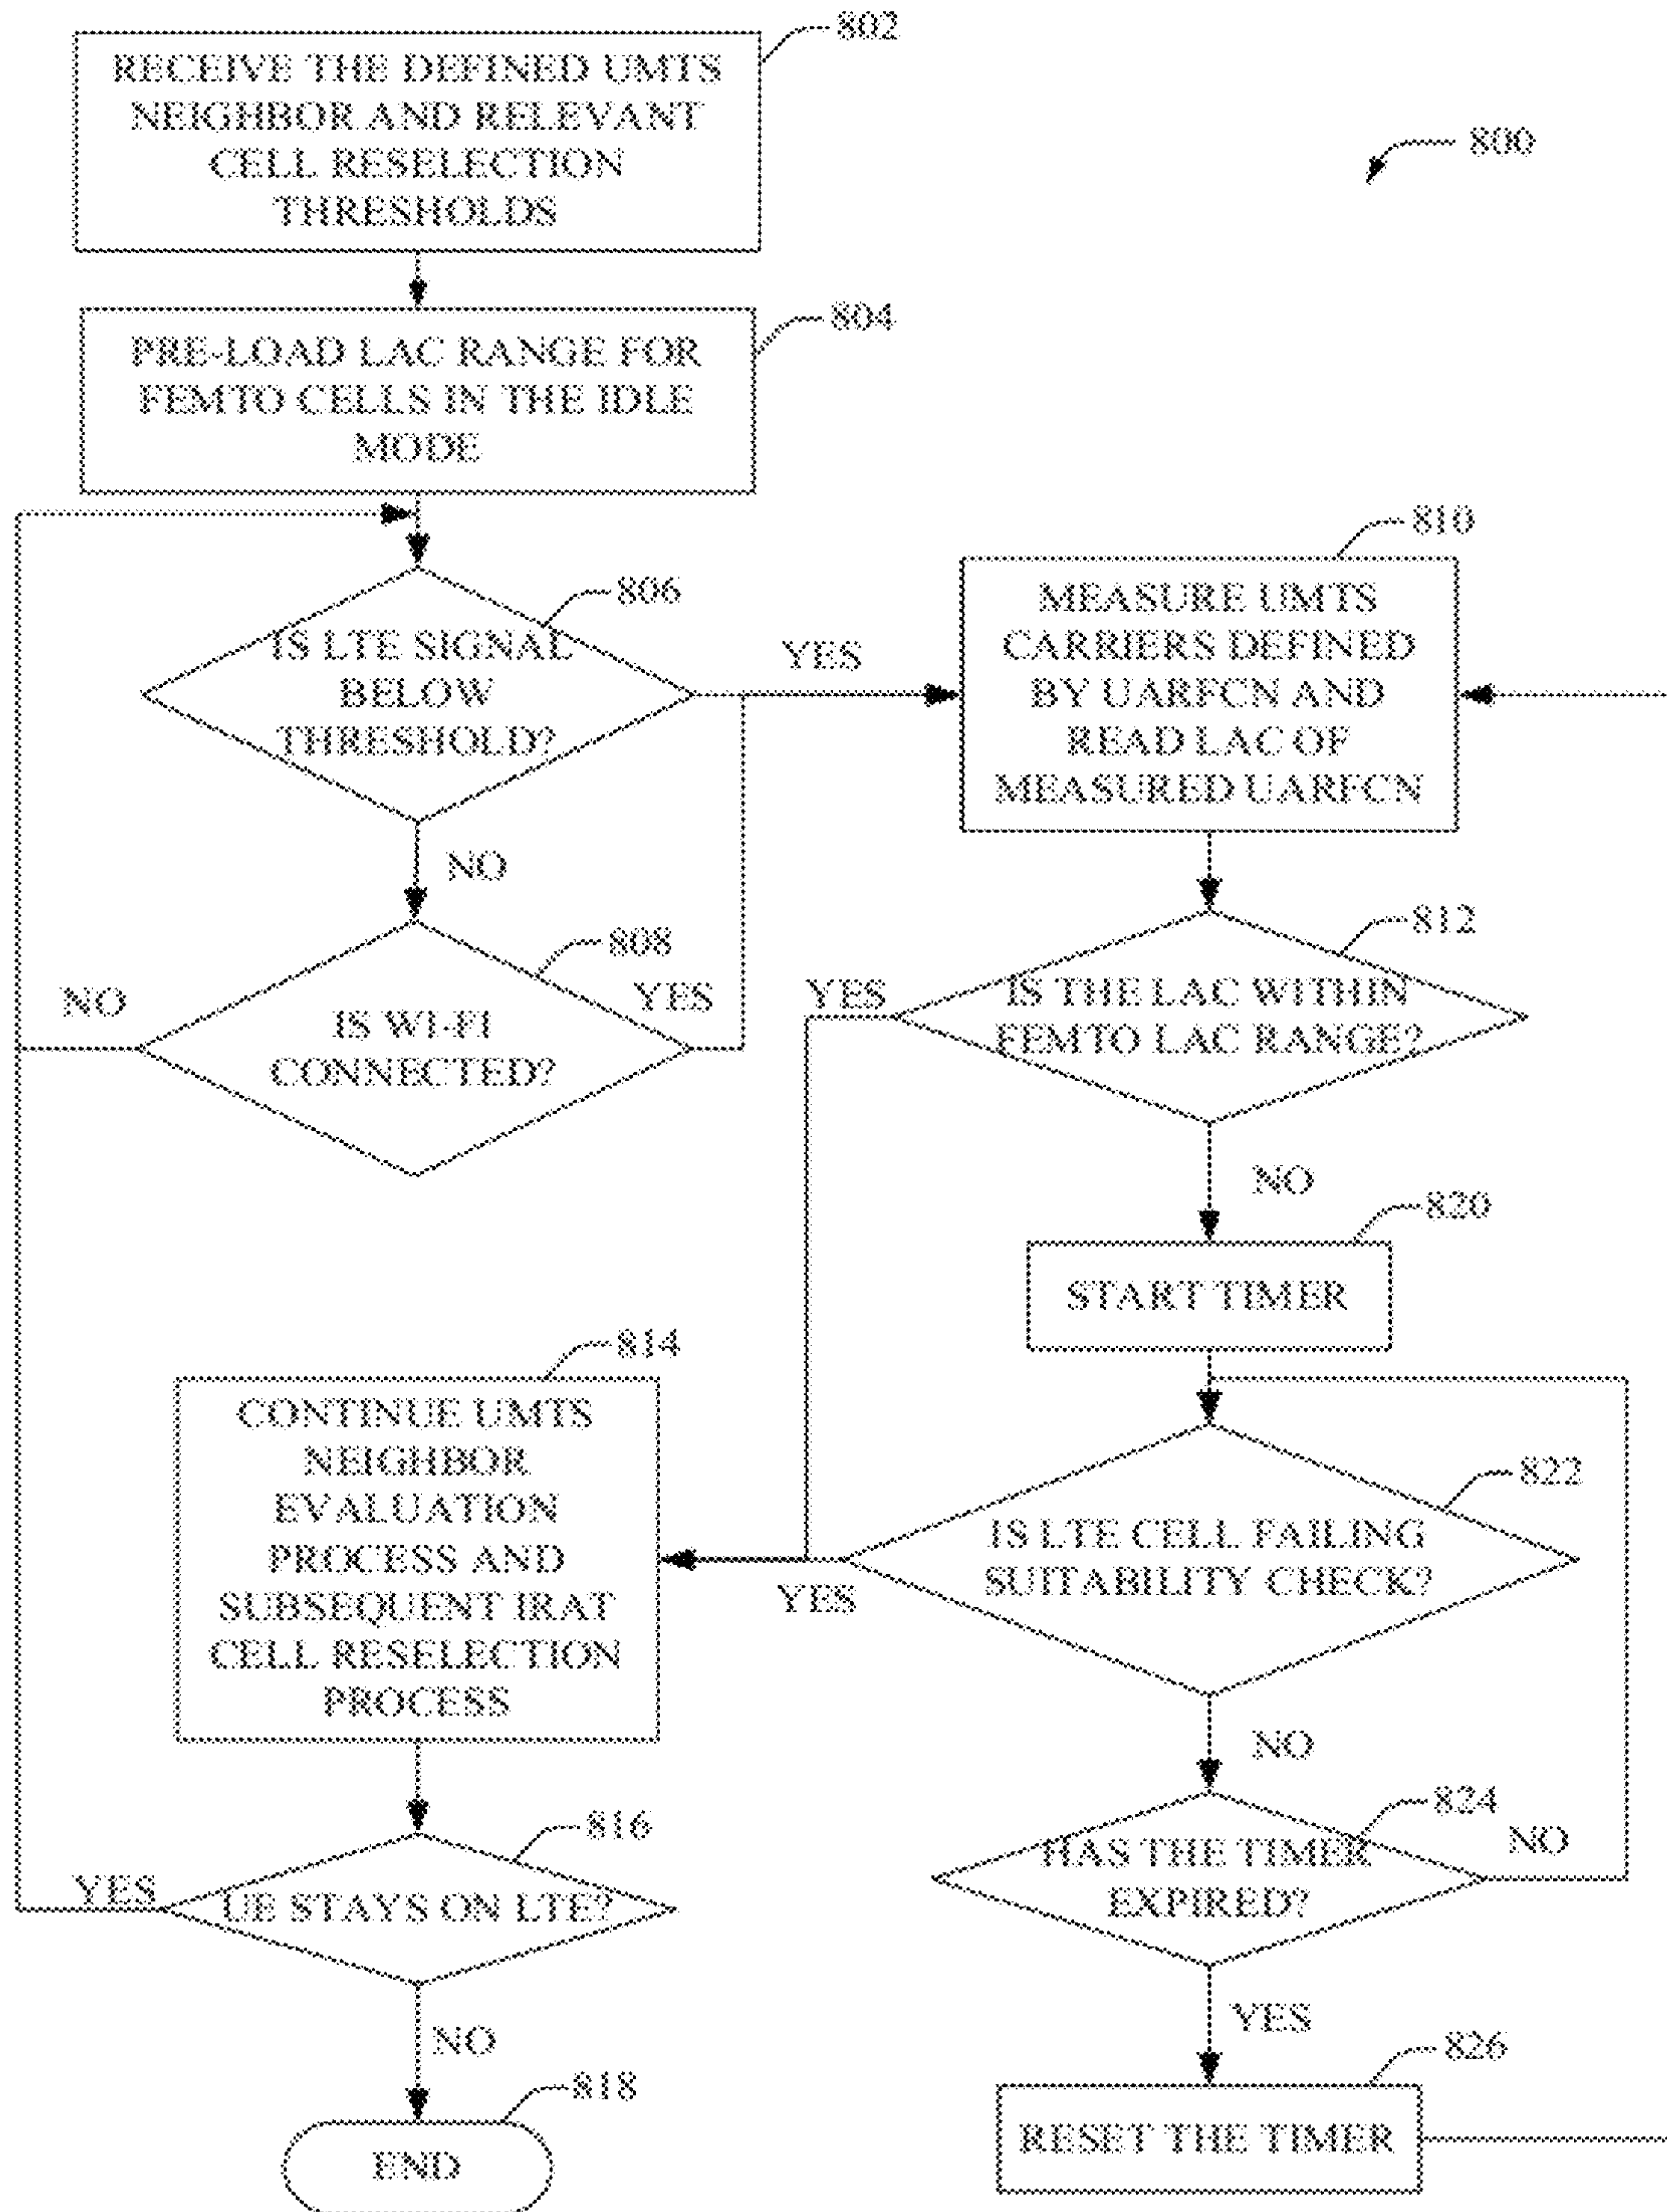 802
RECEIVE THE DEFINED UMTS
NEIGHBOR AND RELEVANT
CELL RESELECTION
THRESHOLDS
800
804
PRE-LOAD LAC RANGE FOR
FEMTO CELLS IN THE IDLE
MODE
806
IS LTE SIGNAL
BELOW
THRESHOLD?
YES
NO
808
IS WI-FI
CONNECTED?
NO
YES
810
MEASURE UMTS
CARRIERS DEFINED
BY UARFCN AND
READ LAC OF
MEASURED UARFCN
812
IS THE LAC WITHIN
FEMTO LAC RANGE?
YES
NO
820
START TIMER
814
CONTINUE UMTS
NEIGHBOR
EVALUATION
PROCESS AND
SUBSEQUENT IRAT
CELL RESELECTION
PROCESS
822
IS LTE CELL FAILING
SUITABILITY CHECK?
YES
NO
816
UE STAYS ON LTE?
YES
NO
824
HAS THE TIMER
EXPIRED?
NO
YES
818
END
826
RESET THE TIMER